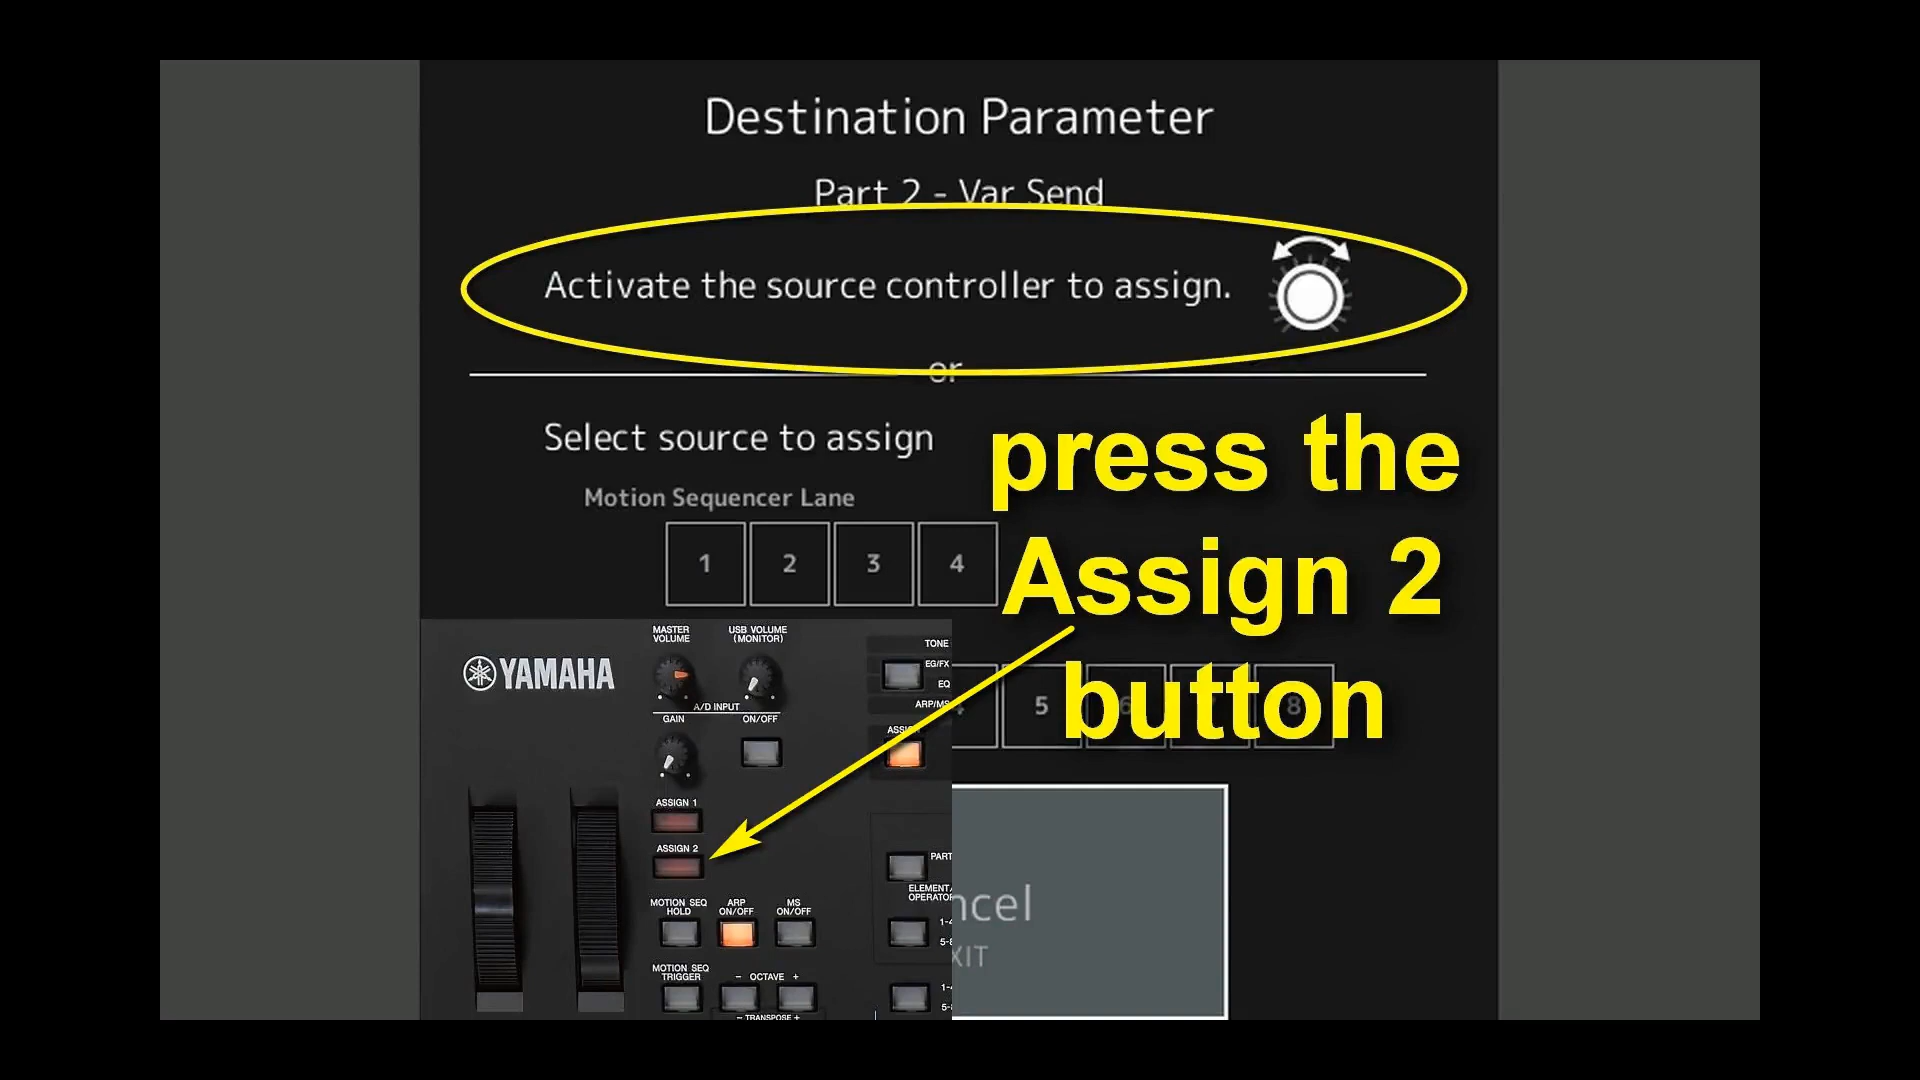 Destination Parameter
Part 2 - Var Send
Activate the source controller to assign.
or
Select source to assign
press the
Motion Sequencer Lane
1 2 3 4
Assign 2
button
5 6 8
MASTER VOLUME
USB VOLUME (MONITOR)
YAMAHA
TONE
EG/FX
EQ
ARP/MS
A/D INPUT
GAIN
ON/OFF
ASSIGN 1
ASSIGN 2
PART
ELEMENT/
MOTION SEQ HOLD
ARP ON/OFF
MS ON/OFF
ncel
XIT
MOTION SEQ TRIGGER
- OCTAVE +
- TRANSPOSE +